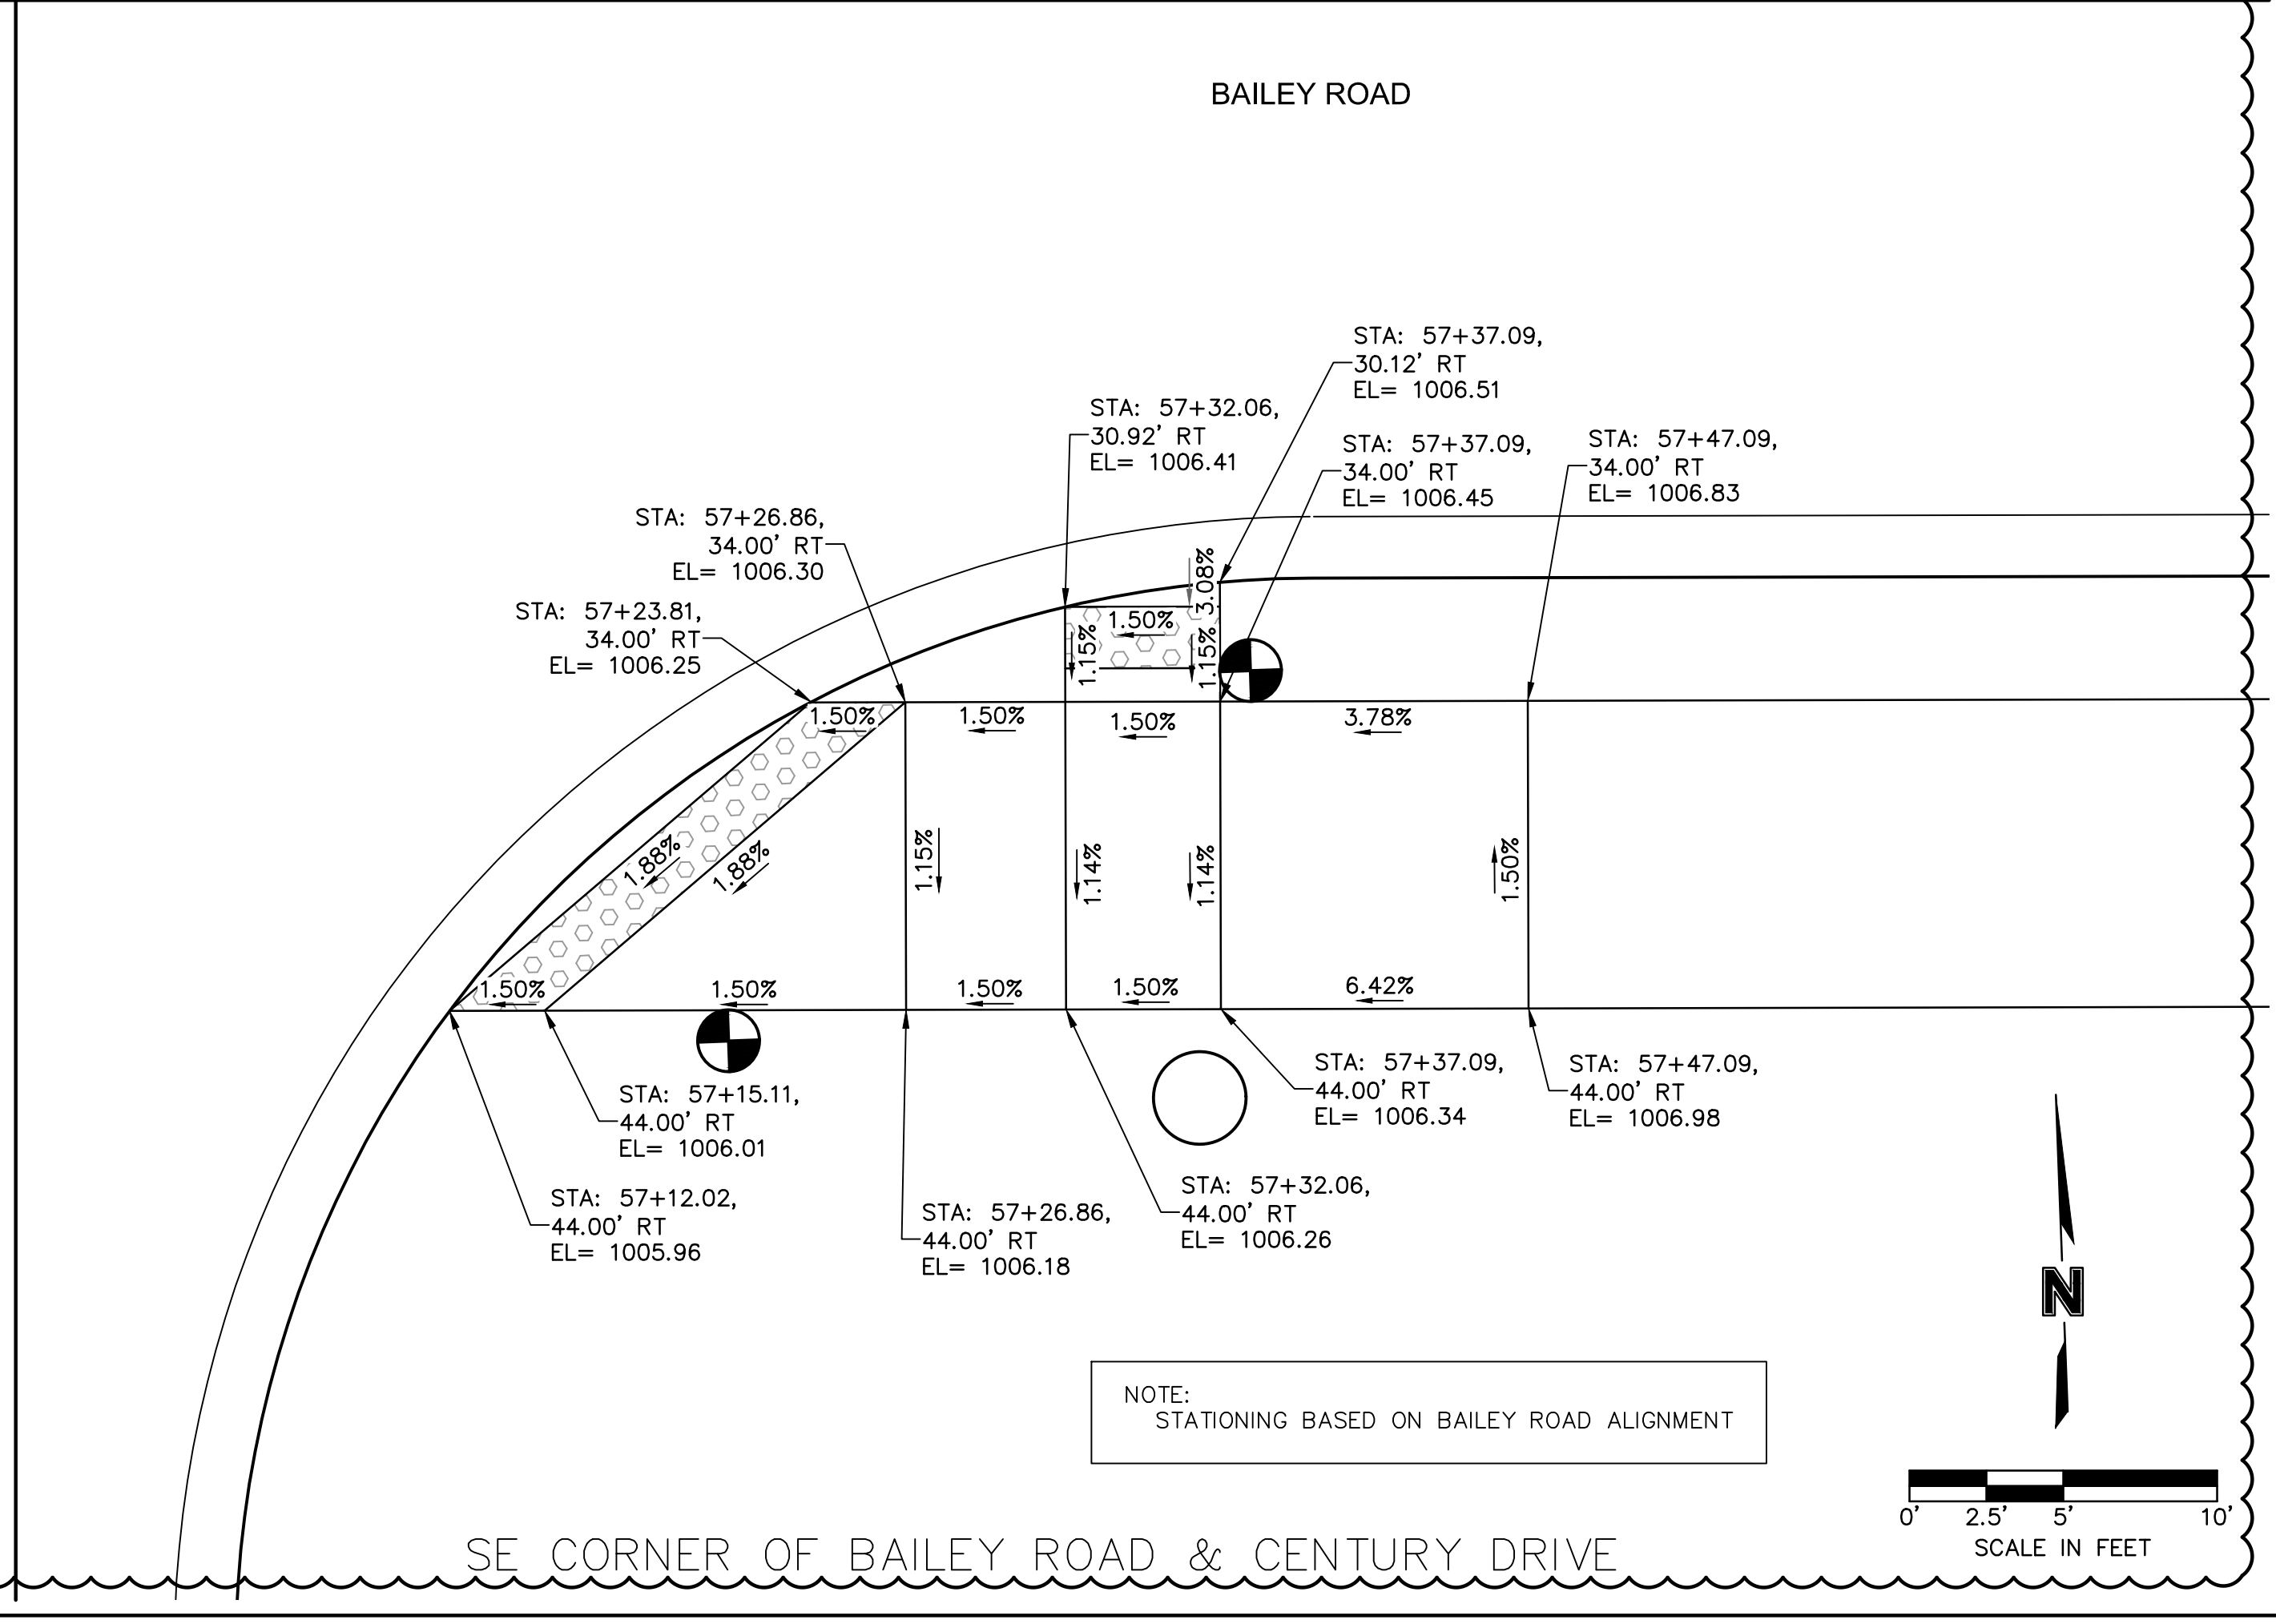 BAILEY ROAD
STA: 57+37.09,
30.12' RT
EL= 1006.51
STA: 57+32.06,
30.92' RT
EL= 1006.41
STA: 57+37.09,
34.00' RT
EL= 1006.45
STA: 57+47.09,
34.00' RT
EL= 1006.83
STA: 57+26.86,
34.00' RT
EL= 1006.30
STA: 57+23.81,
34.00' RT
EL= 1006.25
3.08%
1.50%
1.15%
1.15%
1.50%
1.50%
1.50%
3.78%
1.88%
1.88%
1.15%
1.14%
1.14%
1.50%
1.50%
1.50%
1.50%
1.50%
6.42%
STA: 57+37.09,
44.00' RT
EL= 1006.34
STA: 57+47.09,
44.00' RT
EL= 1006.98
STA: 57+15.11,
44.00' RT
EL= 1006.01
STA: 57+32.06,
44.00' RT
EL= 1006.26
STA: 57+12.02,
44.00' RT
EL= 1005.96
STA: 57+26.86,
44.00' RT
EL= 1006.18
N
NOTE:
STATIONING BASED ON BAILEY ROAD ALIGNMENT
0' 2.5' 5' 10'
SCALE IN FEET
SE CORNER OF BAILEY ROAD & CENTURY DRIVE